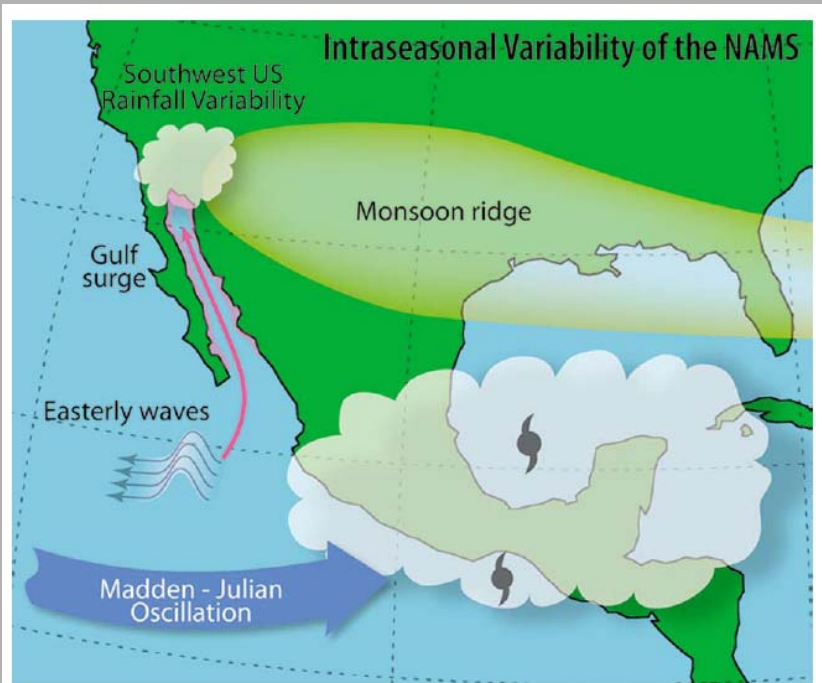 Intraseasonal Variability of the NAMS
Southwest US
Rainfall Variability
Monsoon ridge
Gulf
surge
Easterly waves
Madden - Julian
Oscillation